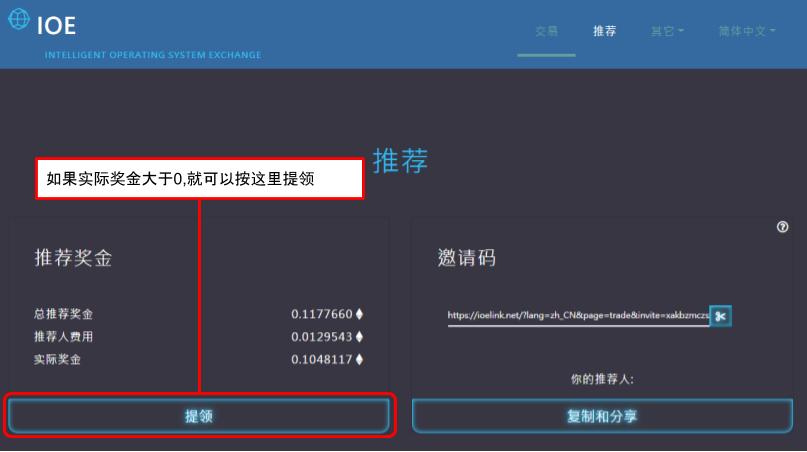 IOE
INTELLIGENT OPERATING SYSTEM EXCHANGE
交易 推荐 其它 简体中文
推荐
如果实际奖金大于0,就可以按这里提领
推荐奖金
总推荐奖金 0.1177660
推荐人费用 0.0129543
实际奖金 0.1048117
提领
邀请码
https://ioelink.net/?lang=zh_CN&page=trade&invite=xakbzmczs
你的推荐人:
复制和分享